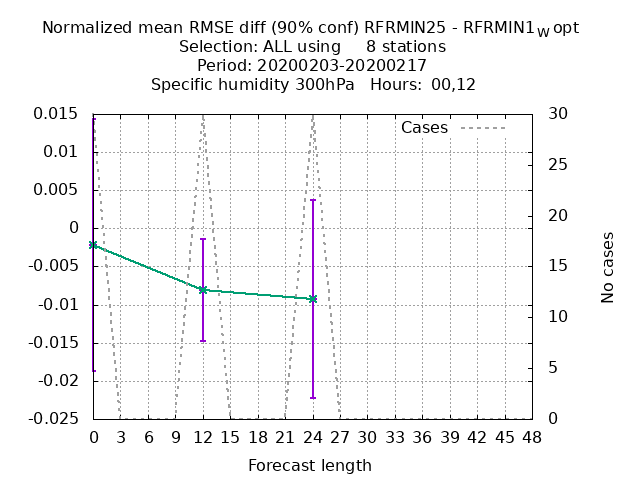 Normalized mean RMSE diff (90% conf) RFRMIN25 - RFRMIN1w opt
Selection: ALL using 8 stations
Period: 20200203-20200217
Specific humidity 300hPa Hours: 00,12
Cases
0.015
0.01
0.005
0
-0.005
-0.01
-0.015
-0.02
-0.025
30
25
20
15
10
5
0
No cases
0 3 6 9 12 15 18 21 24 27 30 33 36 39 42 45 48
Forecast length